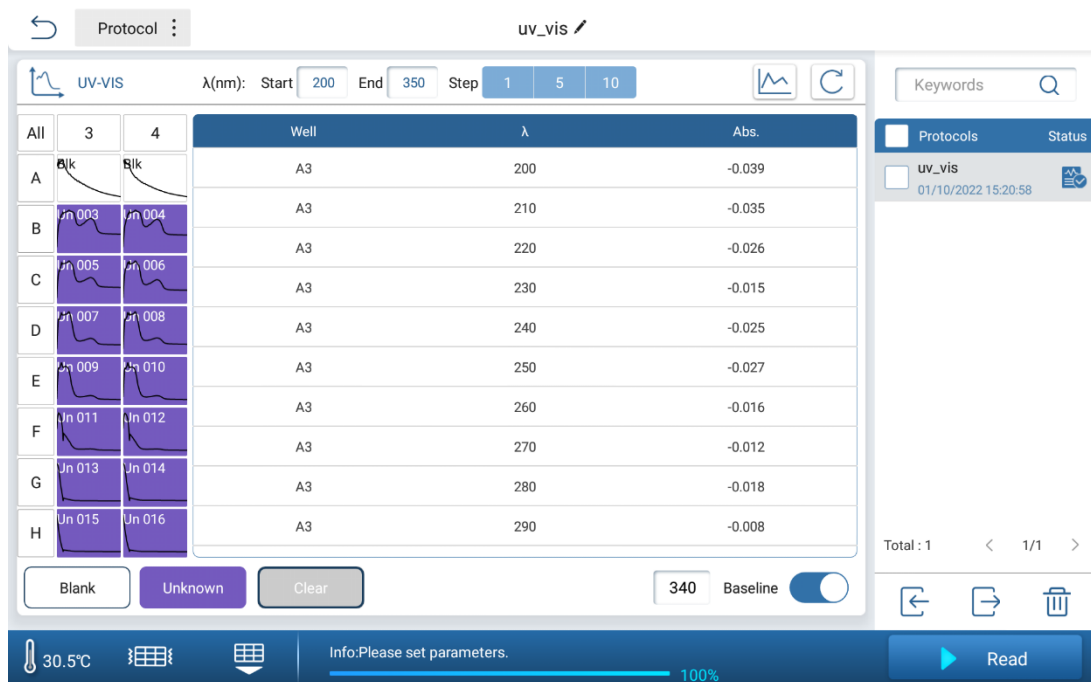 Protocol
uv_vis
UV-VIS λ(nm): Start 200 End 350 Step 1 5 10
Keywords
All 3 4
Well λ Abs.
Protocols Status
uv_vis
01/10/2022 15:20:58
A Blk Blk
B Un 003 Un 004
C Un 005 Un 006
D Un 007 Un 008
E Un 009 Un 010
F Un 011 Un 012
G Un 013 Un 014
H Un 015 Un 016
A3 200 -0.039
A3 210 -0.035
A3 220 -0.026
A3 230 -0.015
A3 240 -0.025
A3 250 -0.027
A3 260 -0.016
A3 270 -0.012
A3 280 -0.018
A3 290 -0.008
Total : 1 < 1/1 >
Blank Unknown Clear 340 Baseline
30.5℃ Info:Please set parameters. 100% Read